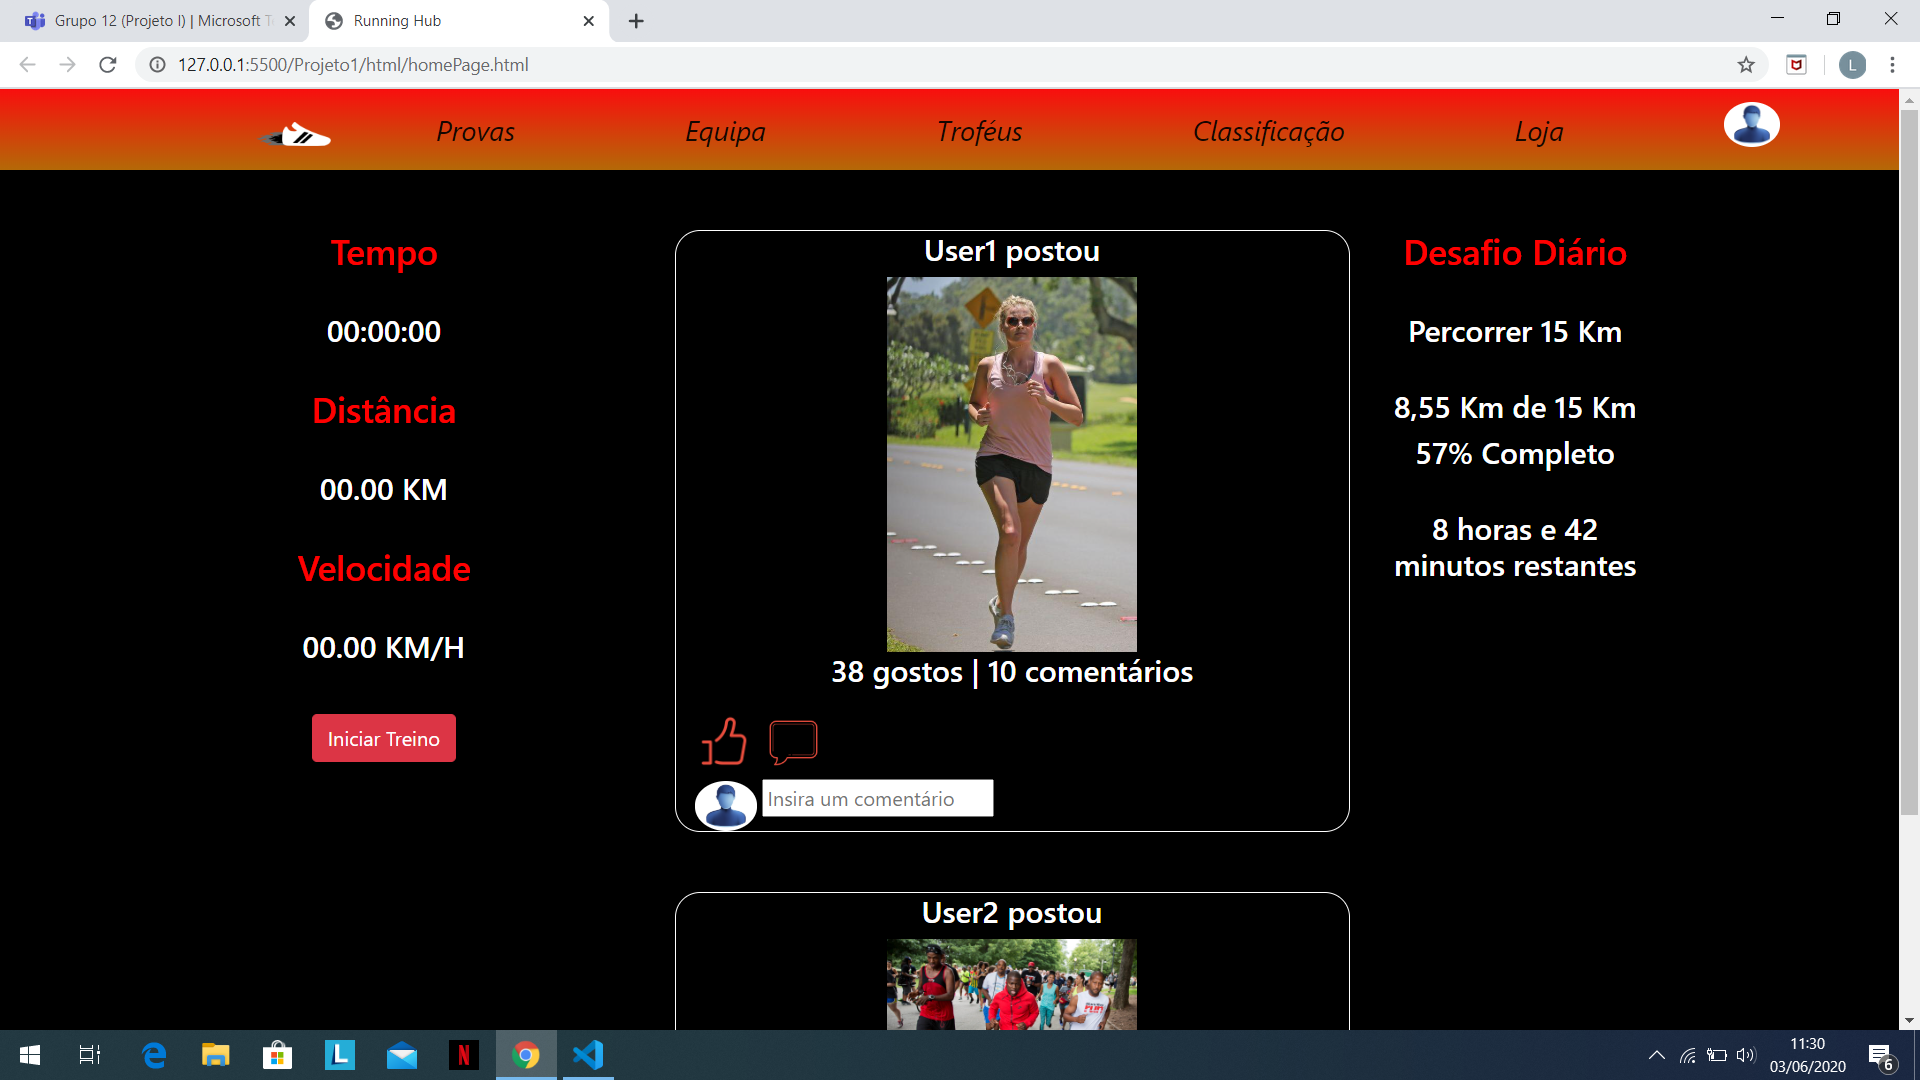 Grupo 12 (Projeto I) | Microsoft Te
Running Hub
127.0.0.1:5500/Projeto1/html/homePage.html
L
Provas
Equipa
Troféus
Classificação
Loja
Tempo
00:00:00
Distância
00.00 KM
Velocidade
00.00 KM/H
Iniciar Treino
User1 postou
38 gostos | 10 comentários
Insira um comentário
User2 postou
Desafio Diário
Percorrer 15 Km
8,55 Km de 15 Km
57% Completo
8 horas e 42
minutos restantes
L
N
11:30
03/06/2020
6